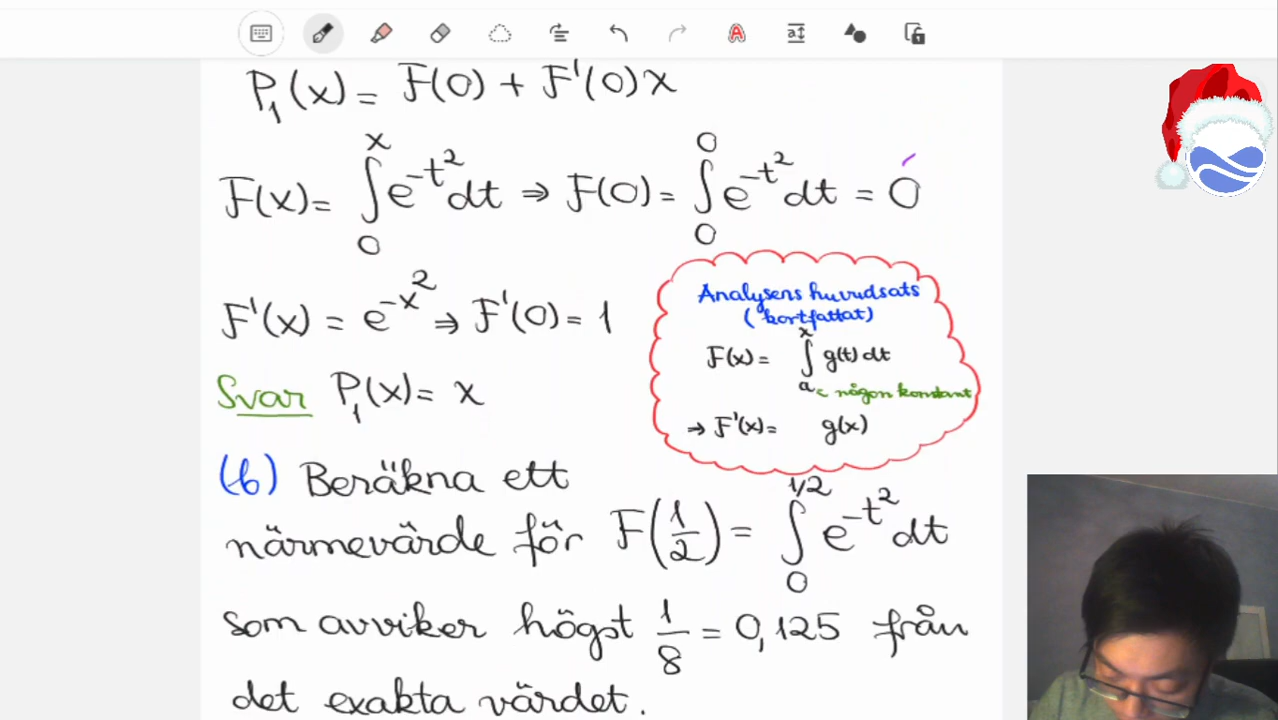 P₁(x) = F(0) + F'(0)x
F(x) = ∫₀ˣ e^(-t²) dt ⇒ F(0) = ∫₀⁰ e^(-t²) dt = 0
F'(x) = e^(-x²) ⇒ F'(0) = 1
Svar P₁(x) = x
Analysens huvudsats
(kortfattat)
F(x) = ∫ₐˣ g(t) dt
någon konstant
⇒ F'(x) = g(x)
(b) Beräkna ett
närmevärde för F(1/2) = ∫₀^(1/2) e^(-t²) dt
som avviker högst 1/8 = 0,125 från
det exakta värdet.